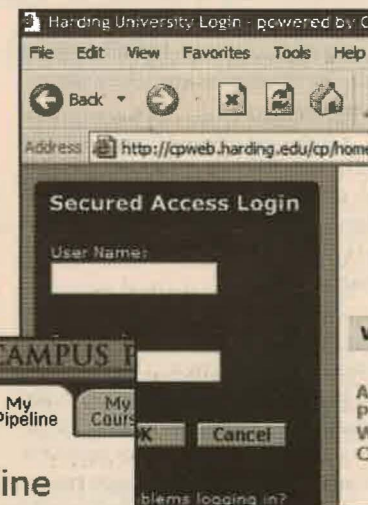 Harding University Login - powered by C
File Edit View Favorites Tools Help
Back
Address http://cpweb.harding.edu/cp/home
Secured Access Login
User Name:
CAMPUS P
My
Pipeline
My
Cours
OK Cancel
ine
blems logging in?